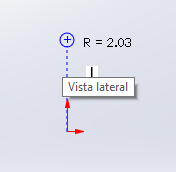 R = 2.03
Vista lateral